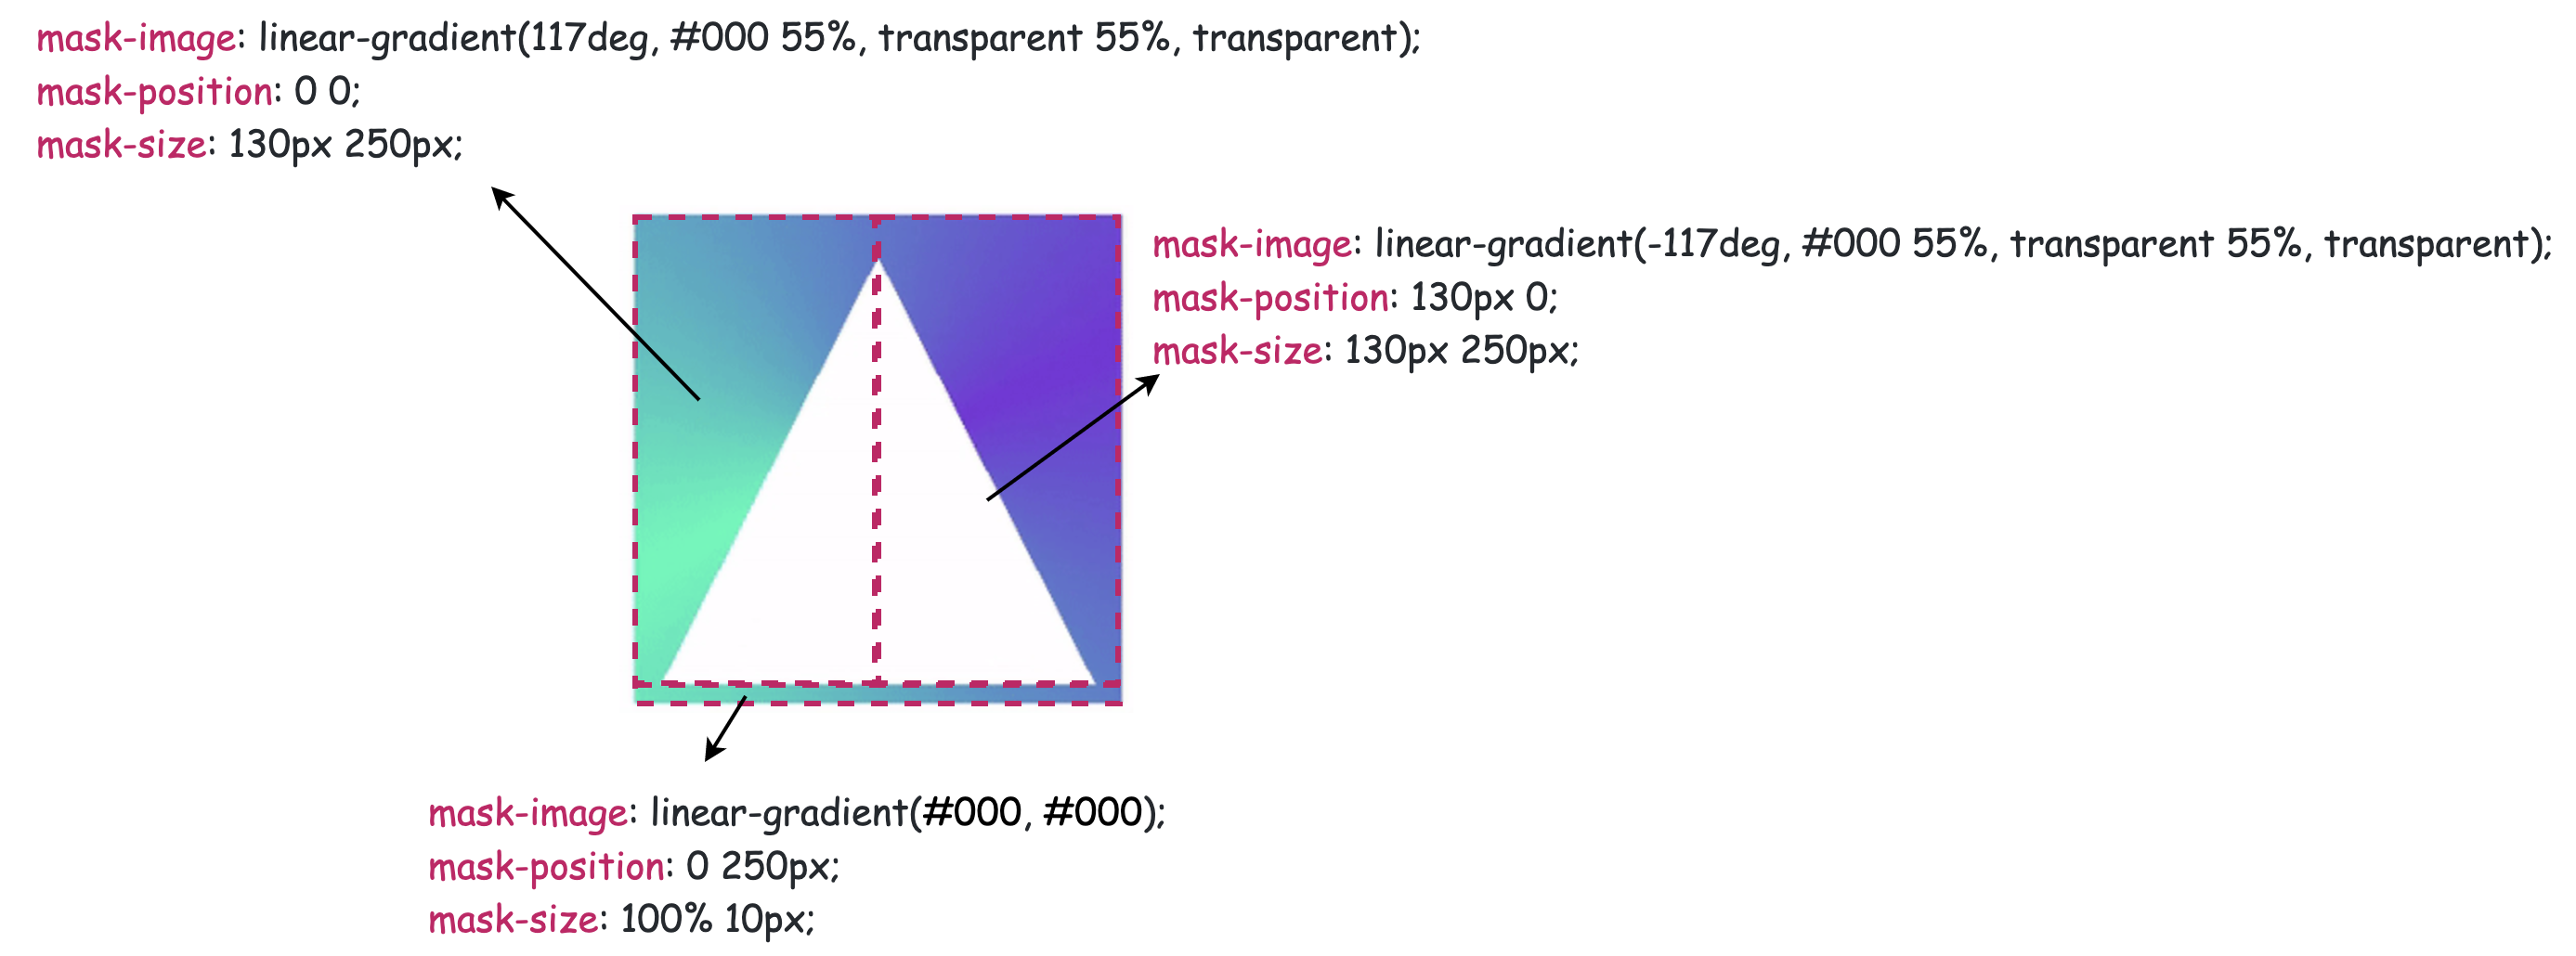 mask-image: linear-gradient(117deg, #000 55%, transparent 55%, transparent);
mask-position: 0 0;
mask-size: 130px 250px;
mask-image: linear-gradient(-117deg, #000 55%, transparent 55%, transparent);
mask-position: 130px 0;
mask-size: 130px 250px;
mask-image: linear-gradient(#000, #000);
mask-position: 0 250px;
mask-size: 100% 10px;